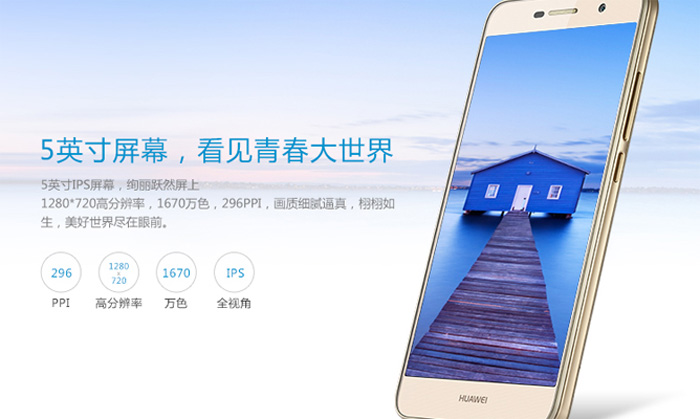 5英寸屏幕，看见青春大世界
5英寸IPS屏幕，绚丽跃然屏上
1280*720高分辨率，1670万色，296PPI，画质细腻逼真，栩栩如
生，美好世界尽在眼前。
296
1280
×
720
1670
IPS
PPI
高分辨率
万色
全视角
HUAWEI